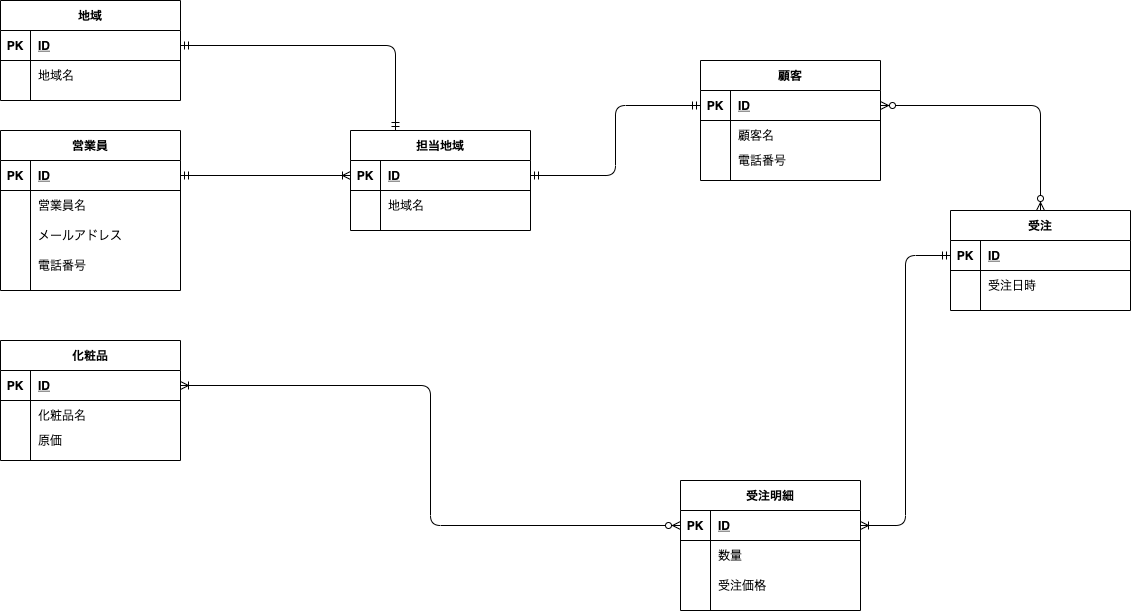 地域
PK ID
地域名
営業員
PK ID
営業員名
メールアドレス
電話番号
担当地域
PK ID
地域名
顧客
PK ID
顧客名
電話番号
受注
PK ID
受注日時
化粧品
PK ID
化粧品名
原価
受注明細
PK ID
数量
受注価格